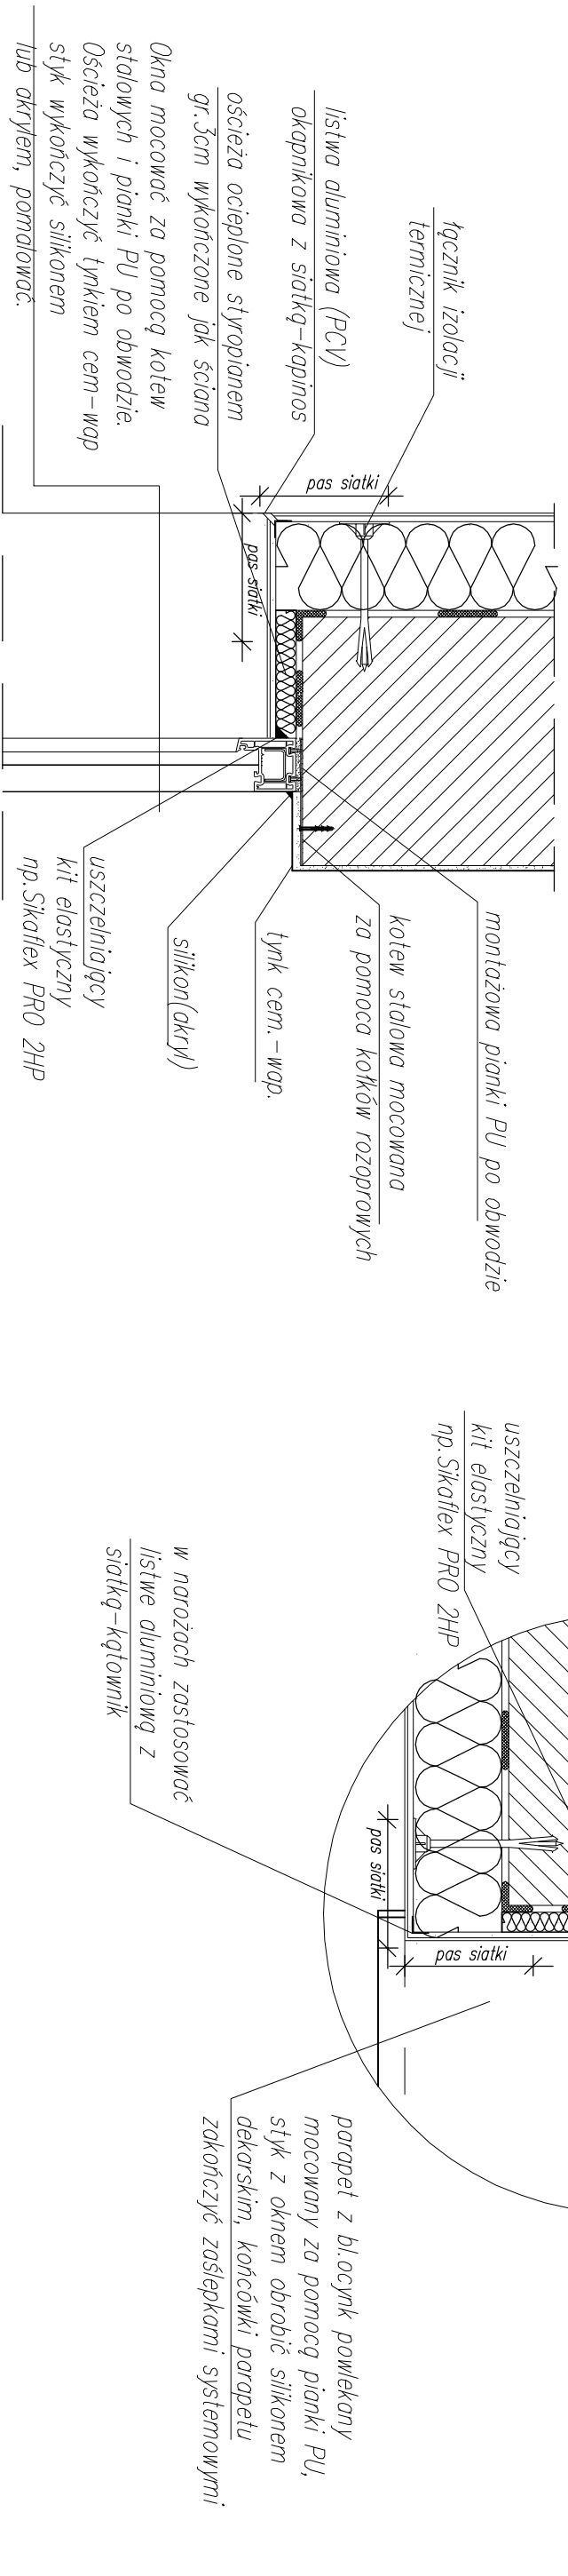 łącznik izolacji
termicznej
listwa aluminiowa (PCV)
okapnikowa z siatką-kapinos
ościeża ocieplone styropianem
gr.3cm wykończone jak ściana
Okna mocować za pomocą kotew
stalowych i pianki PU po obwodzie.
Ościeża wykończyć tynkiem cem-wap
styk wykończyć silikonem
lub akrylem, pomalować.
pas siatki
pas siatki
montażowa pianki PU po obwodzie
kotew stalowa mocowana
za pomoca kołków rozoprowych
tynk cem.-wap.
silikon(akryl)
uszczelniający
kit elastyczny
np.Sikaflex PRO 2HP
uszczelniający
kit elastyczny
np.Sikaflex PRO 2HP
w narożach zastosować
listwe aluminiową z
siatką-kątownik
pas siatki
pas siatki
parapet z bl.ocynk powlekany
mocowany za pomocą pianki PU,
styk z oknem obrobić silikonem
dekarskim, końcówki parapetu
zakończyć zaślepkami systemowymi